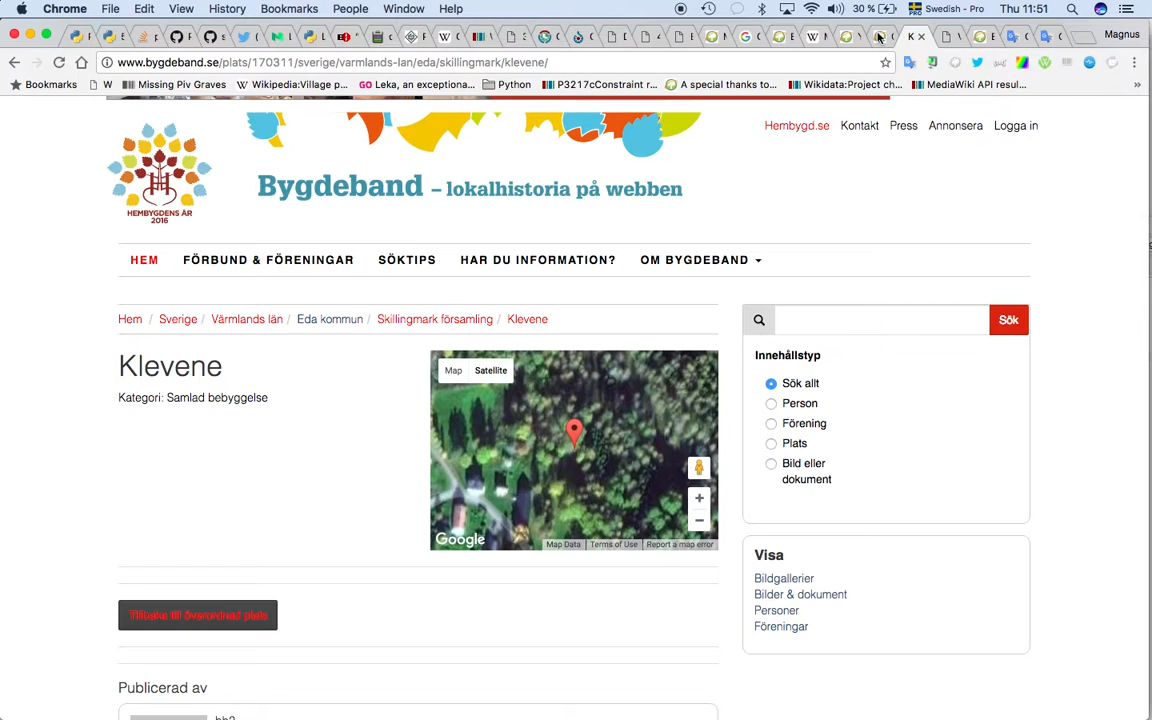 Chrome File Edit View History Bookmarks People Window Help 30 % Swedish - Pro Thu 11:51
Magnus
www.bygdeband.se/plats/170311/sverige/varmlands-lan/eda/skillingmark/klevene/
Bookmarks W Missing Piv Graves Wikipedia:Village p... Leka, an exceptiona... Python P3217cConstraint r... A special thanks to... Wikidata:Project ch... MediaWiki API resul...
Hembygd.se Kontakt Press Annonsera Logga in
Bygdeband – lokalhistoria på webben
HEMBYGDENS ÅR
2016
HEM FÖRBUND & FÖRENINGAR SÖKTIPS HAR DU INFORMATION? OM BYGDEBAND
Hem / Sverige / Värmlands län / Eda kommun / Skillingmark församling / Klevene
Sök
Klevene
Kategori: Samlad bebyggelse
Map Satellite
Google
Map Data Terms of Use Report a map error
Innehållstyp
Sök allt
Person
Förening
Plats
Bild eller
dokument
Visa
Bildgallerier
Bilder & dokument
Personer
Föreningar
Tillbaka till överordnad plats
Publicerad av